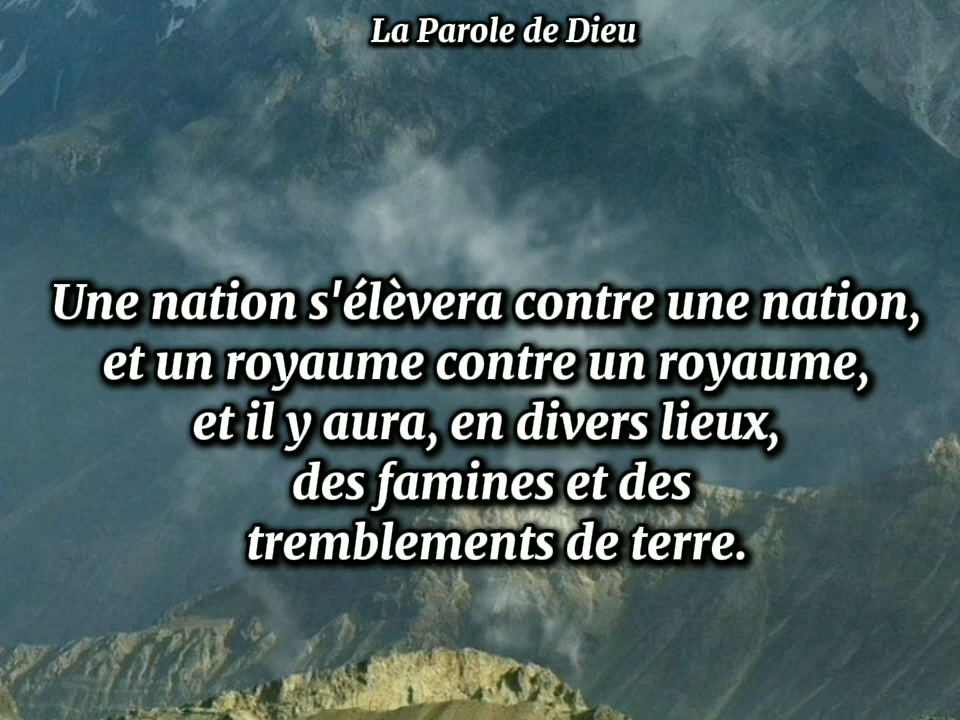 La Parole de Dieu
Une nation s'élèvera contre une nation,
et un royaume contre un royaume,
et il y aura, en divers lieux,
des famines et des
tremblements de terre.